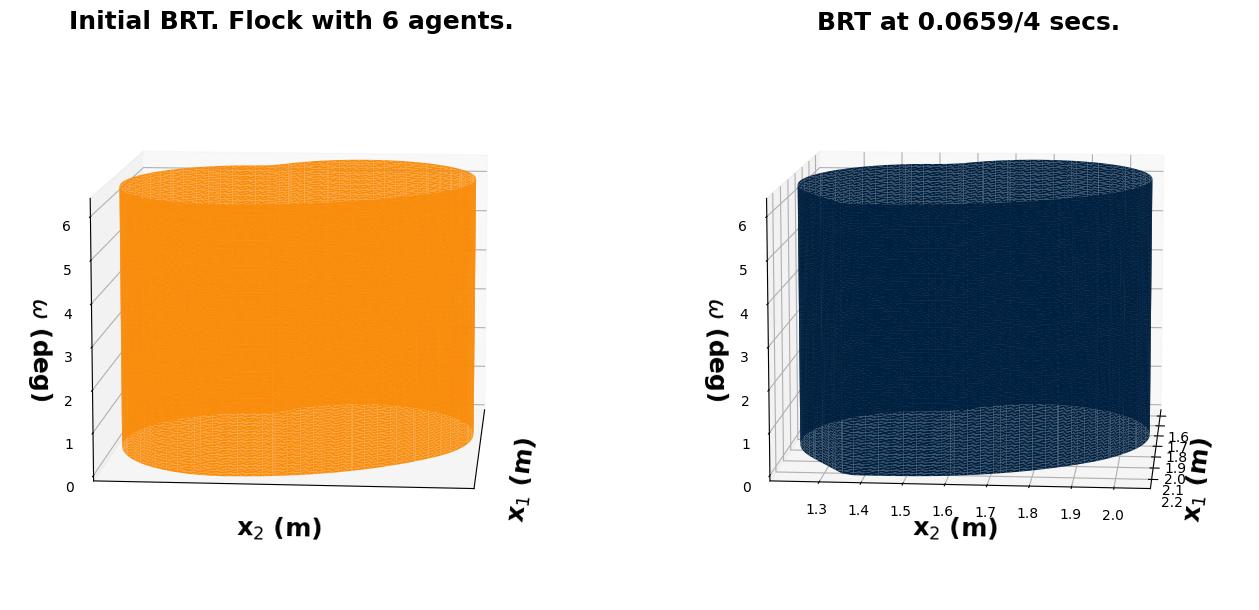 Initial BRT. Flock with 6 agents.
6
5
4
3
2
1
0
ω (deg)
x₂ (m)
x₁ (m)
BRT at 0.0659/4 secs.
6
5
4
3
2
1
0
ω (deg)
1.3 1.4 1.5 1.6 1.7 1.8 1.9 2.0
x₂ (m)
1.6
1.7
1.8
1.9
2.0
2.1
2.2
x₁ (m)